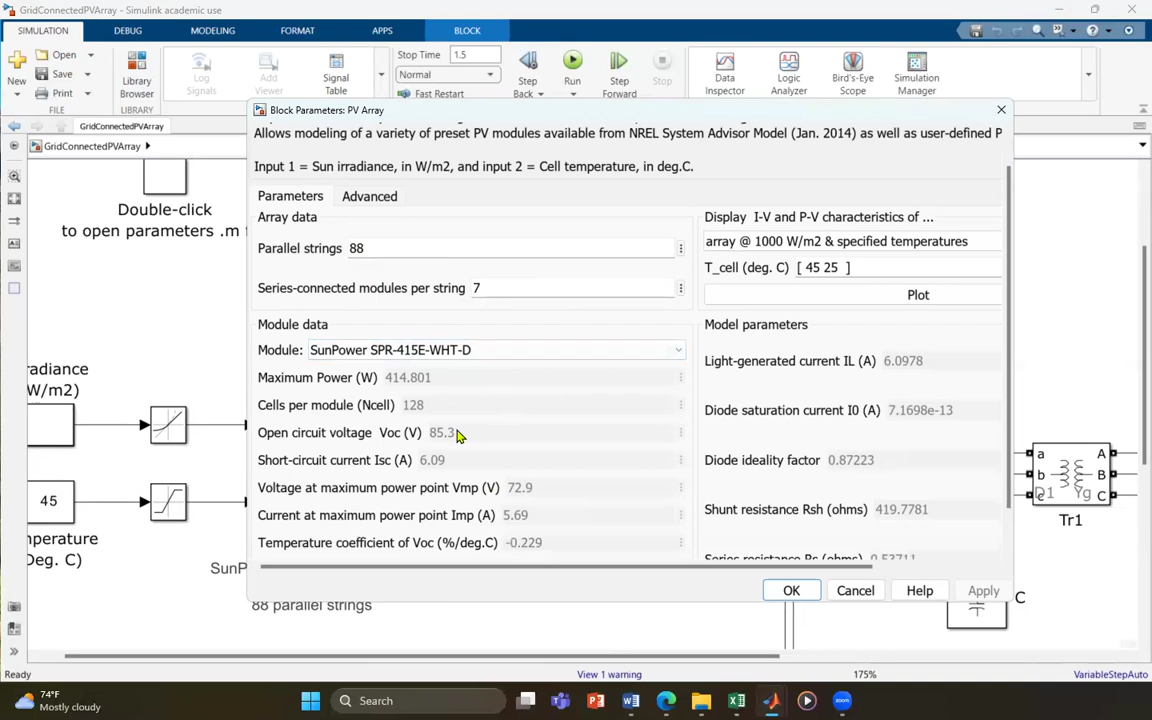 GridConnectedPVArray - Simulink academic use
SIMULATION
DEBUG
MODELING
FORMAT
APPS
BLOCK
New
Open
Save
Print
FILE
Library
Browser
LIBRARY
Log
Signals
Add
Viewer
Signal
Table
Stop Time 1.5
Normal
Fast Restart
Step
Back
Run
Step
Forward
Stop
Data
Inspector
Logic
Analyzer
Bird's-Eye
Scope
Simulation
Manager
GridConnectedPVArray
GridConnectedPVArray
Block Parameters: PV Array
Allows modeling of a variety of preset PV modules available from NREL System Advisor Model (Jan. 2014) as well as user-defined P
Input 1 = Sun irradiance, in W/m2, and input 2 = Cell temperature, in deg.C.
Parameters
Advanced
Array data
Parallel strings 88
Series-connected modules per string 7
Display I-V and P-V characteristics of ...
array @ 1000 W/m2 & specified temperatures
T_cell (deg. C) [ 45 25 ]
Plot
Module data
Module: SunPower SPR-415E-WHT-D
Maximum Power (W) 414.801
Cells per module (Ncell) 128
Open circuit voltage Voc (V) 85.3
Short-circuit current Isc (A) 6.09
Voltage at maximum power point Vmp (V) 72.9
Current at maximum power point Imp (A) 5.69
Temperature coefficient of Voc (%/deg.C) -0.229
Model parameters
Light-generated current IL (A) 6.0978
Diode saturation current I0 (A) 7.1698e-13
Diode ideality factor 0.87223
Shunt resistance Rsh (ohms) 419.7781
Series resistance Rs (ohms) 0.53711
OK
Cancel
Help
Apply
Double-click
to open parameters .m f
radiance
W/m2)
45
nperature
Deg. C)
SunP
88 parallel strings
a A
b B
c C
D1 Yg
Tr1
C
Ready
View 1 warning
175%
VariableStepAuto
74°F
Mostly cloudy
Search